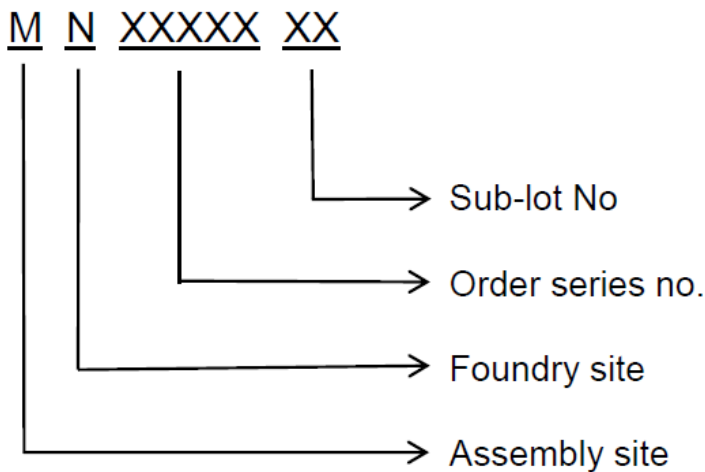 M N XXXXX XX
Sub-lot No
Order series no.
Foundry site
Assembly site